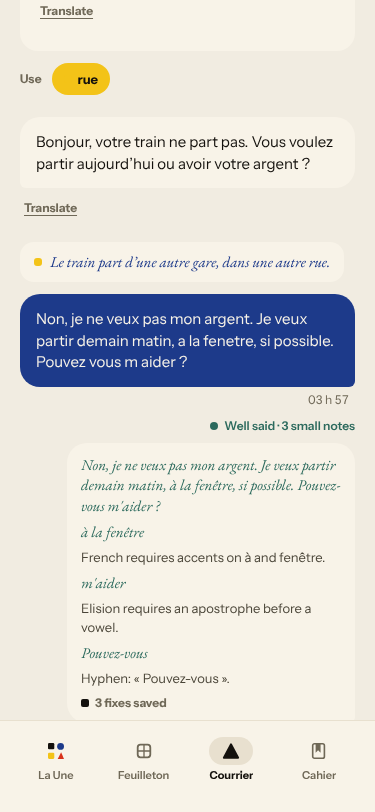 Translate
Use rue
Bonjour, votre train ne part pas. Vous voulez
partir aujourd’hui ou avoir votre argent ?
Translate
Le train part d’une autre gare, dans une autre rue.
Non, je ne veux pas mon argent. Je veux
partir demain matin, a la fenetre, si possible.
Pouvez vous m aider ?
03 h 57
Well said · 3 small notes
Non, je ne veux pas mon argent. Je veux partir
demain matin, à la fenêtre, si possible. Pouvez-
vous m'aider ?
à la fenêtre
French requires accents on à and fenêtre.
m'aider
Elision requires an apostrophe before a
vowel.
Pouvez-vous
Hyphen: « Pouvez-vous ».
3 fixes saved
La Une Feuilleton Courrier Cahier